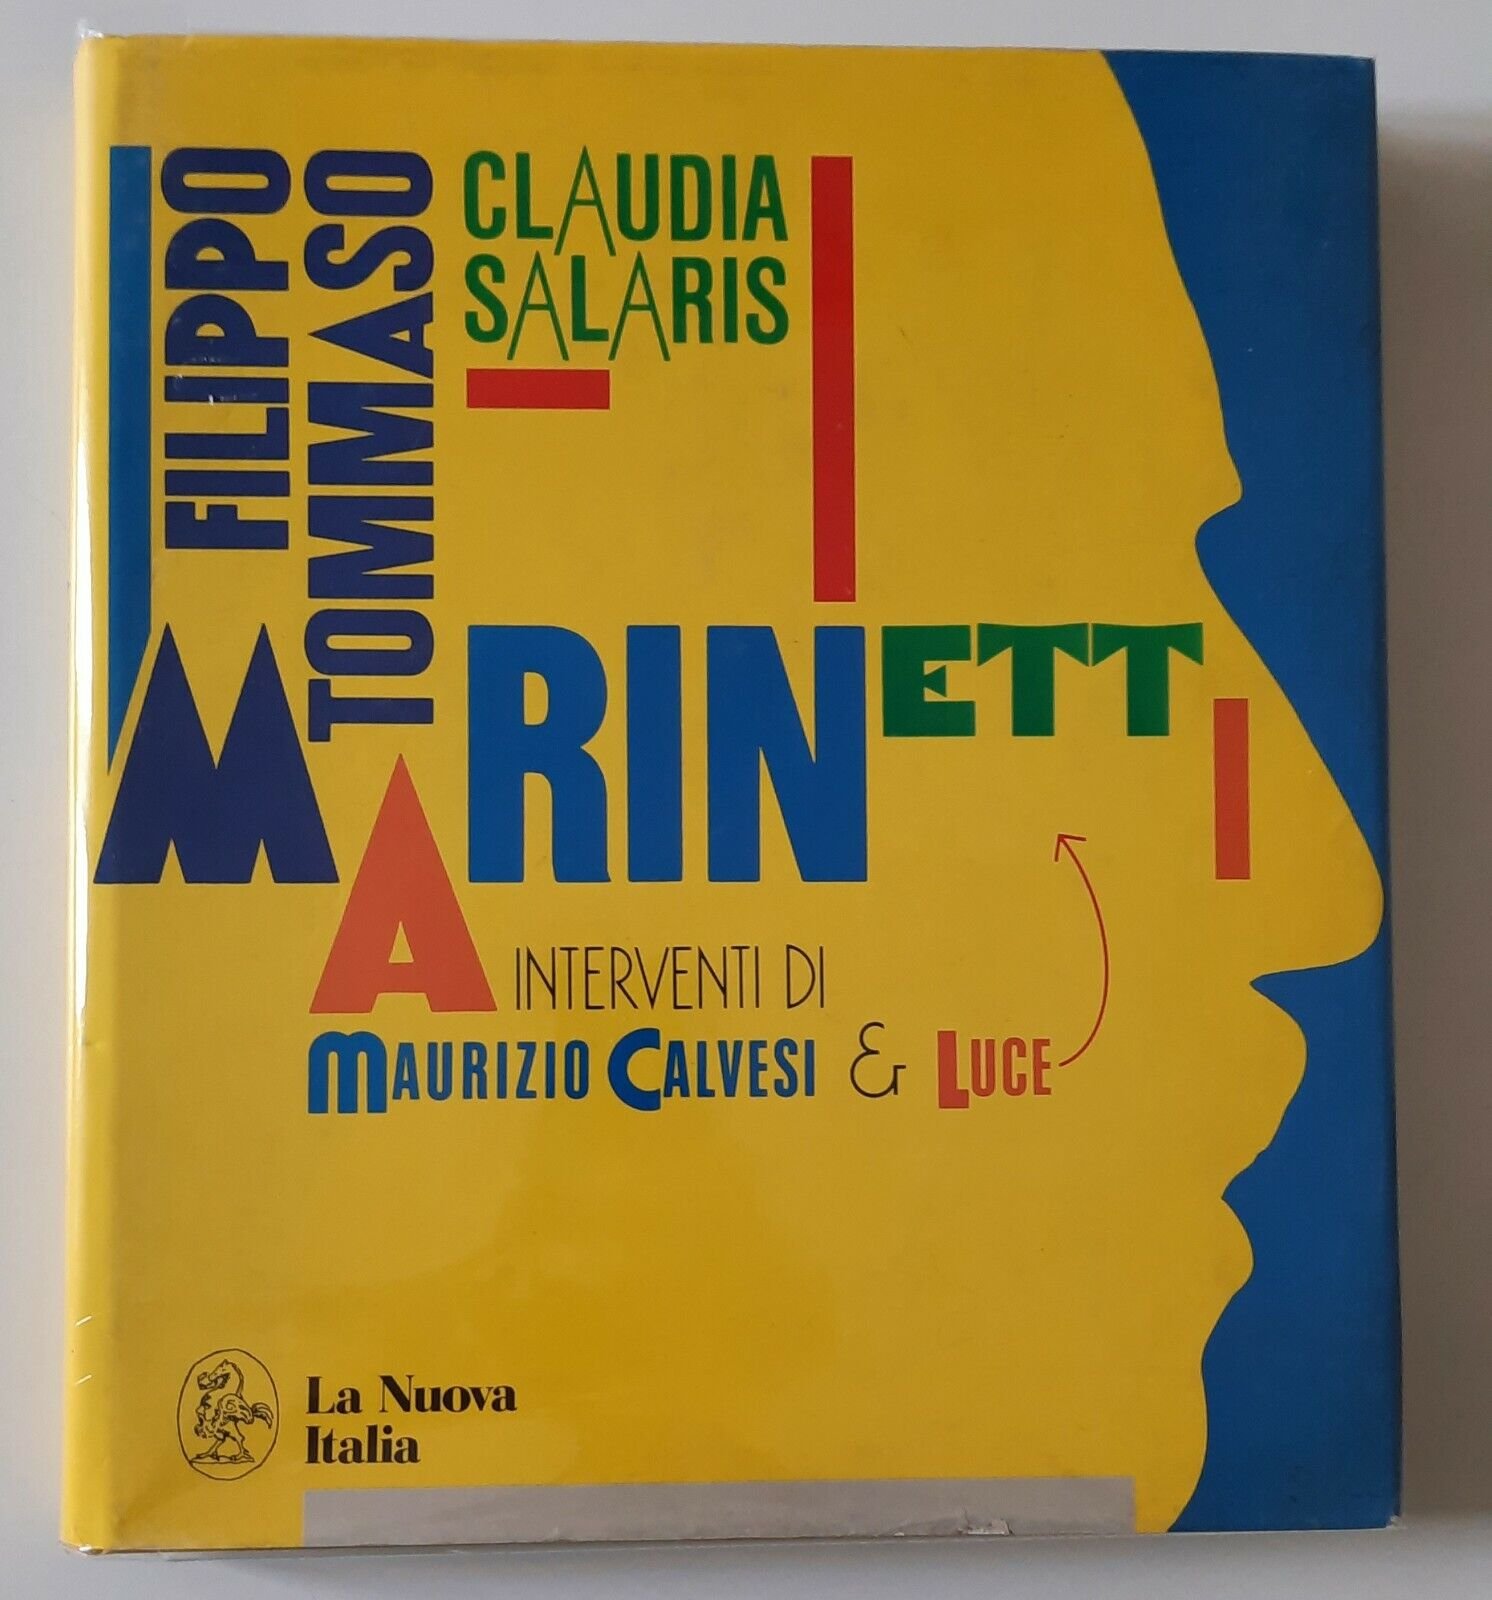 CLAUDIA
SALARIS
FILIPPO
TOMMASO
MARINETTI
INTERVENTI DI
MAURIZIO CALVESI & LUCE
La Nuova
Italia